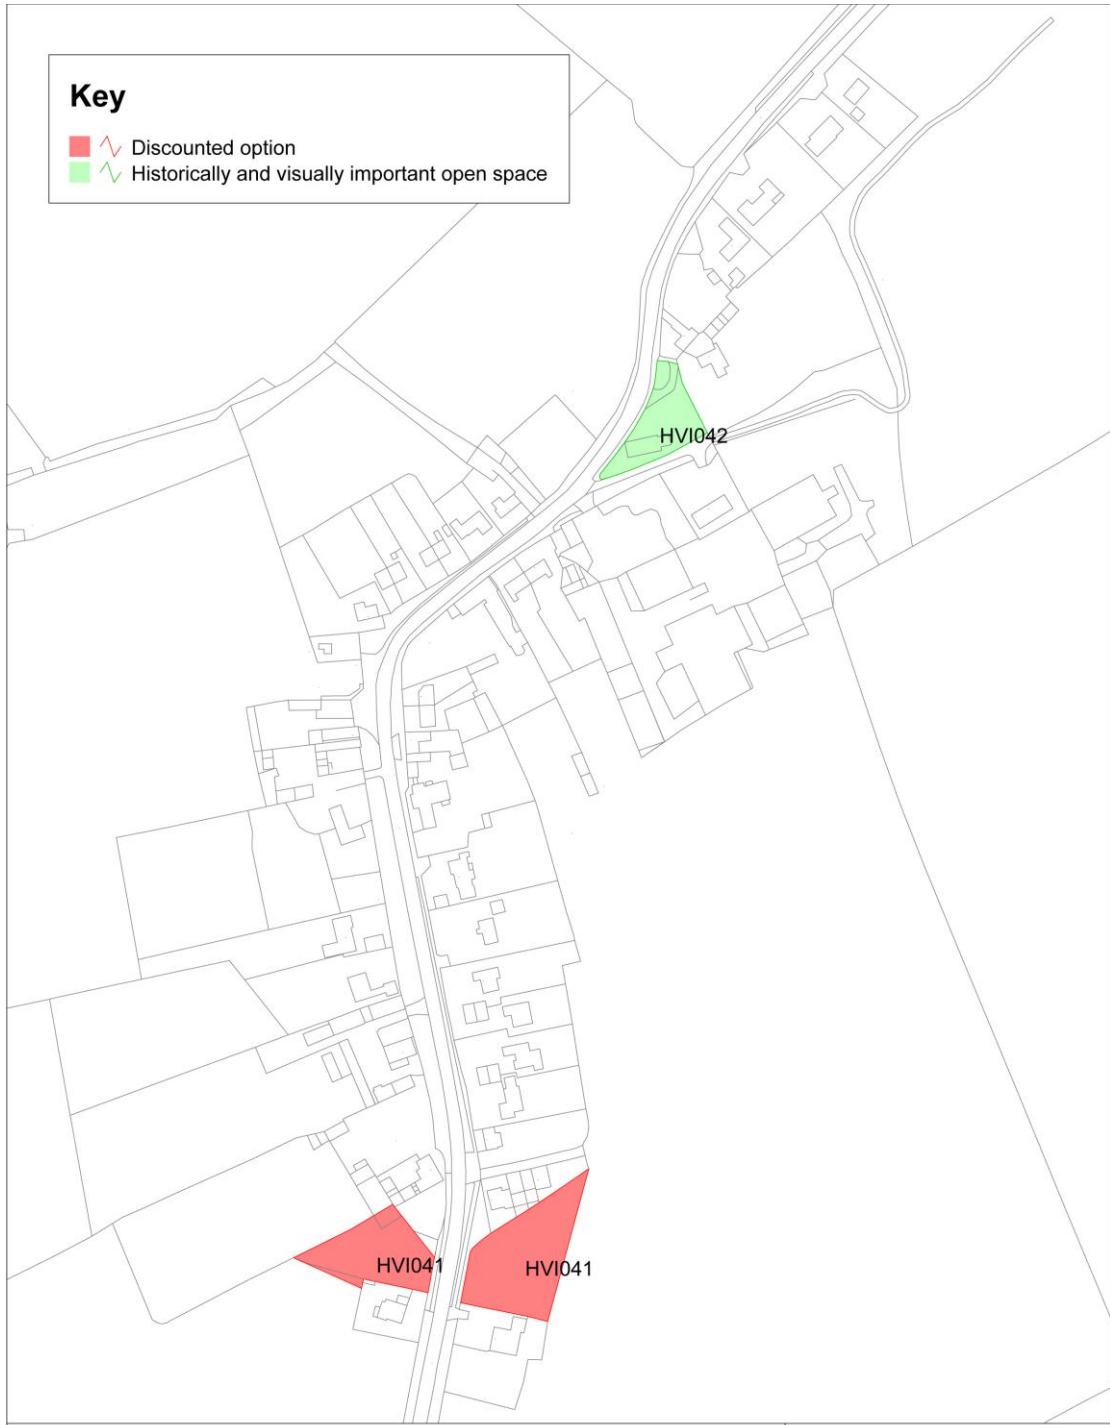 Key
Discounted option
Historically and visually important open space
HVI042
HVI041
HVI041